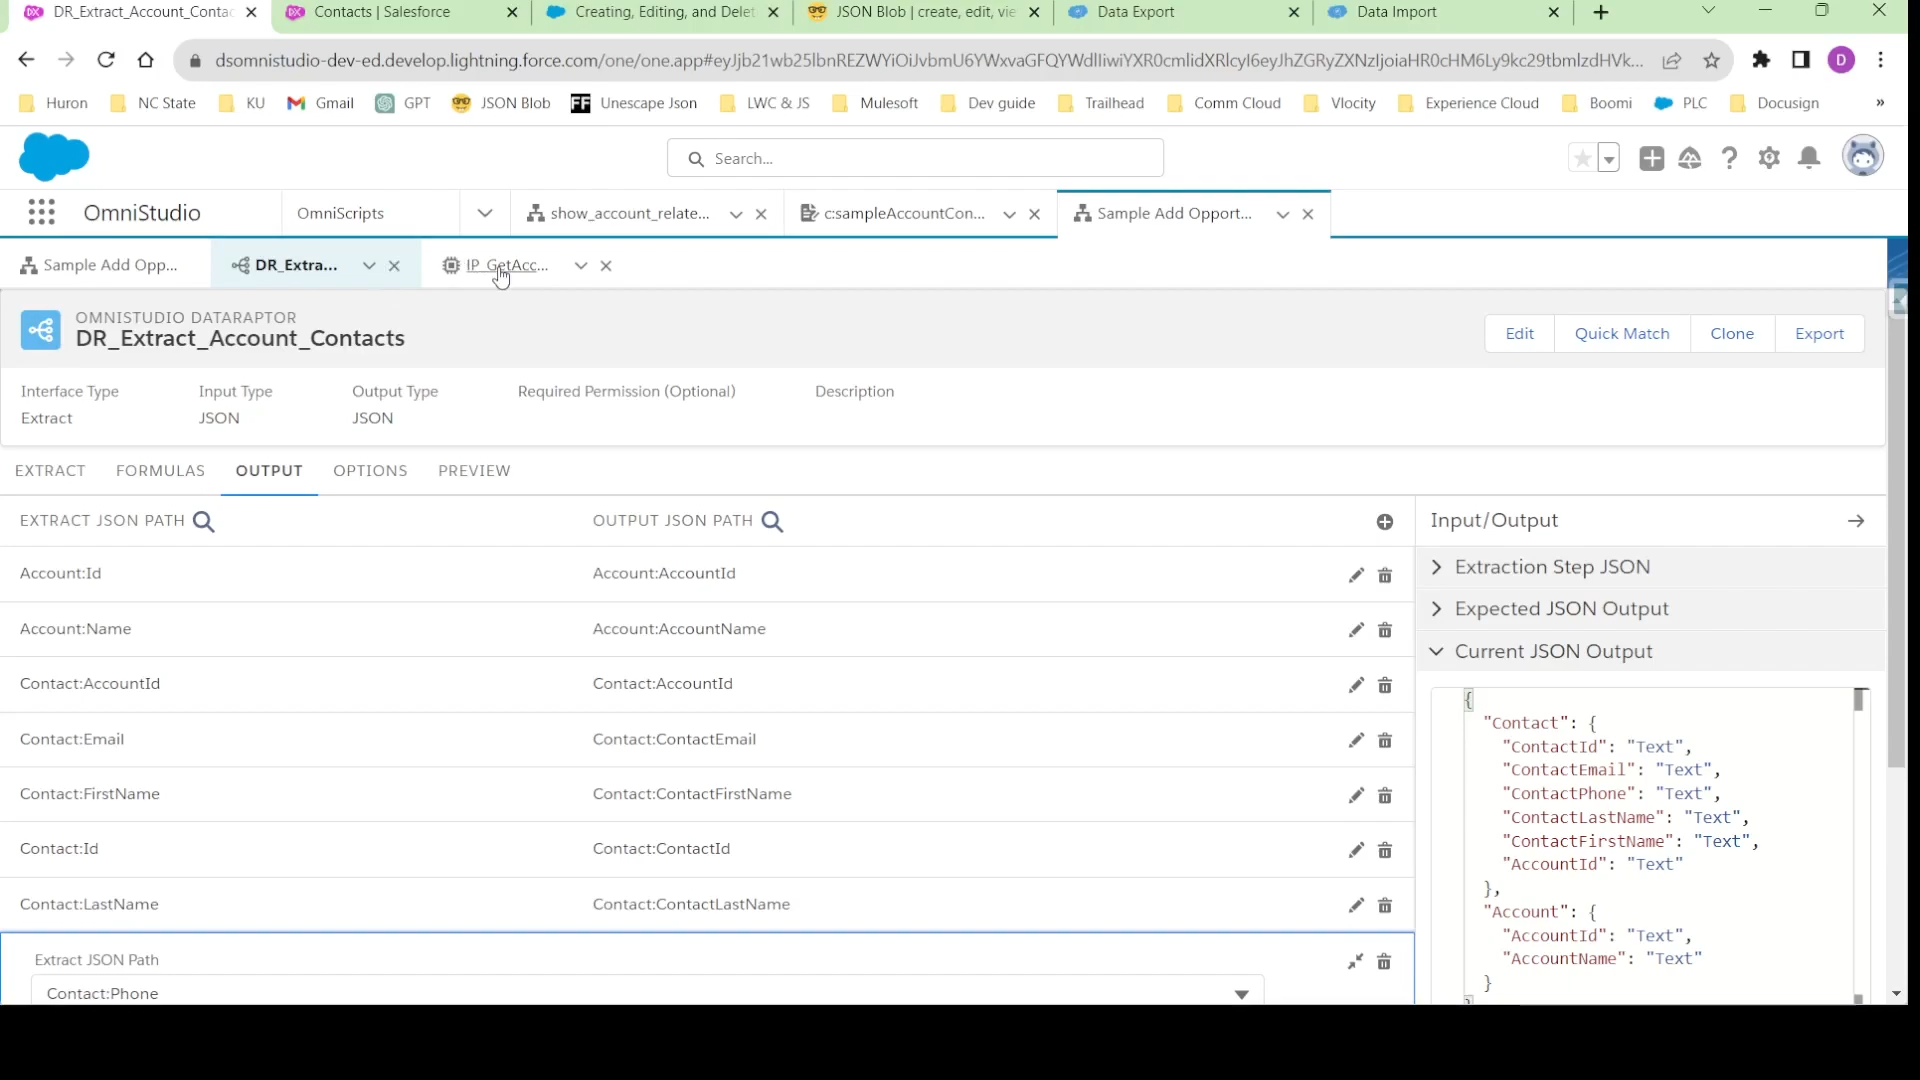 DR_Extract_Account_Contac
Contacts | Salesforce
Creating, Editing, and Delet
JSON Blob | create, edit, vie
Data Export
Data Import
dsomnistudio-dev-ed.develop.lightning.force.com/one/one.app#eyJjb21wb25lbnREZWYiOiJvbmU6YWxvaGFQYWdlIiwiYXR0cmlidXRlcyI6eyJhZGRyZXNzIjoiaHR0cHM6Ly9kc29tbmlzdHVk...
D
Huron
NC State
KU
Gmail
GPT
JSON Blob
FF Unescape Json
LWC & JS
Mulesoft
Dev guide
Trailhead
Comm Cloud
Vlocity
Experience Cloud
Boomi
PLC
Docusign
»
Search...
OmniStudio
OmniScripts
show_account_relate...
c:sampleAccountCon...
Sample Add Opport...
Sample Add Opp...
DR_Extra...
IP_GetAcc...
OMNISTUDIO DATARAPTOR
DR_Extract_Account_Contacts
Edit
Quick Match
Clone
Export
Interface Type
Input Type
Output Type
Required Permission (Optional)
Description
Extract
JSON
JSON
EXTRACT
FORMULAS
OUTPUT
OPTIONS
PREVIEW
EXTRACT JSON PATH
OUTPUT JSON PATH
Input/Output
Account:Id
Account:AccountId
Account:Name
Account:AccountName
Contact:AccountId
Contact:AccountId
Contact:Email
Contact:ContactEmail
Contact:FirstName
Contact:ContactFirstName
Contact:Id
Contact:ContactId
Contact:LastName
Contact:ContactLastName
Extract JSON Path
Contact:Phone
Extraction Step JSON
Expected JSON Output
Current JSON Output
{
"Contact": {
"ContactId": "Text",
"ContactEmail": "Text",
"ContactPhone": "Text",
"ContactLastName": "Text",
"ContactFirstName": "Text",
"AccountId": "Text"
},
"Account": {
"AccountId": "Text",
"AccountName": "Text"
}
}